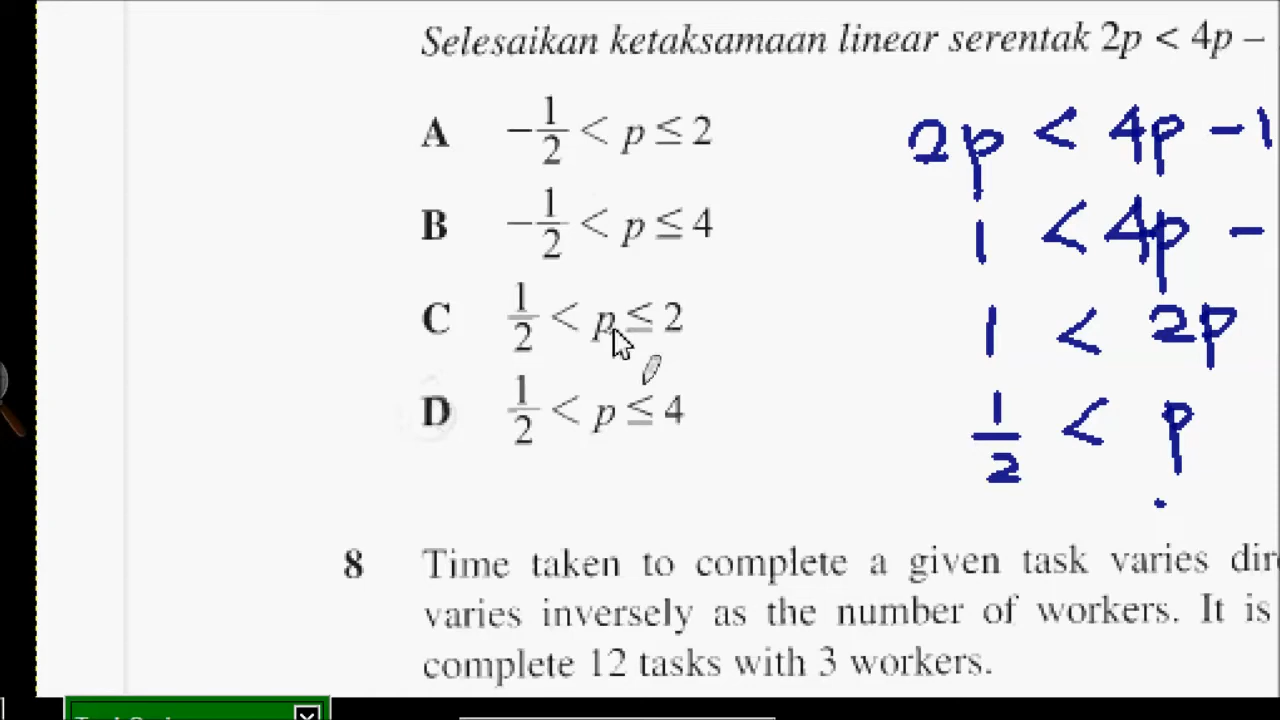 Selesaikan ketaksamaan linear serentak 2p < 4p –
A −1/2 < p ≤ 2
B −1/2 < p ≤ 4
C 1/2 < p ≤ 2
D 1/2 < p ≤ 4
2p < 4p − 1
1 < 4p −
1 < 2p
1/2 < p
8 Time taken to complete a given task varies
varies inversely as the number of workers. It is
complete 12 tasks with 3 workers.